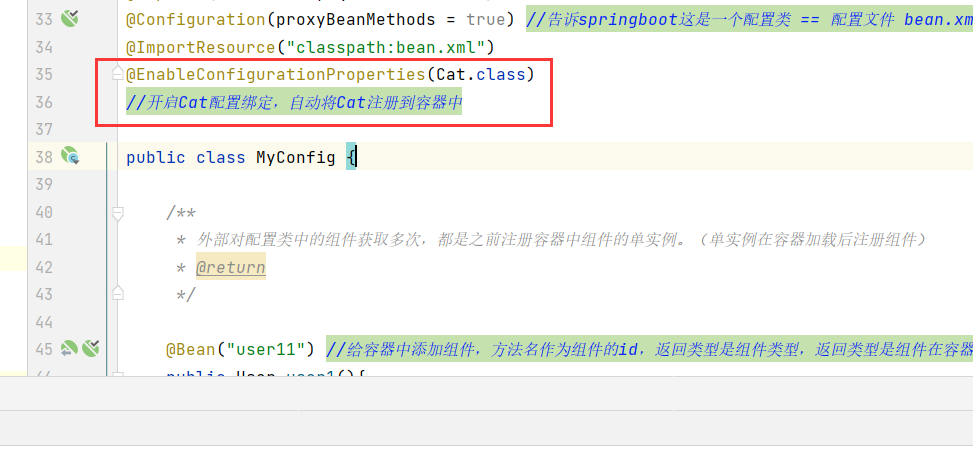 33 @Configuration(proxyBeanMethods = true) //告诉springboot这是一个配置类 == 配置文件 bean.xm
34 @ImportResource("classpath:bean.xml")
35 @EnableConfigurationProperties(Cat.class)
36 //开启Cat配置绑定，自动将Cat注册到容器中
37
38 public class MyConfig {
39
40 /**
41 * 外部对配置类中的组件获取多次，都是之前注册容器中组件的单实例。（单实例在容器加载后注册组件）
42 * @return
43 */
44
45 @Bean("user11") //给容器中添加组件，方法名作为组件的id，返回类型是组件类型，返回类型是组件在容器
public User user1(){